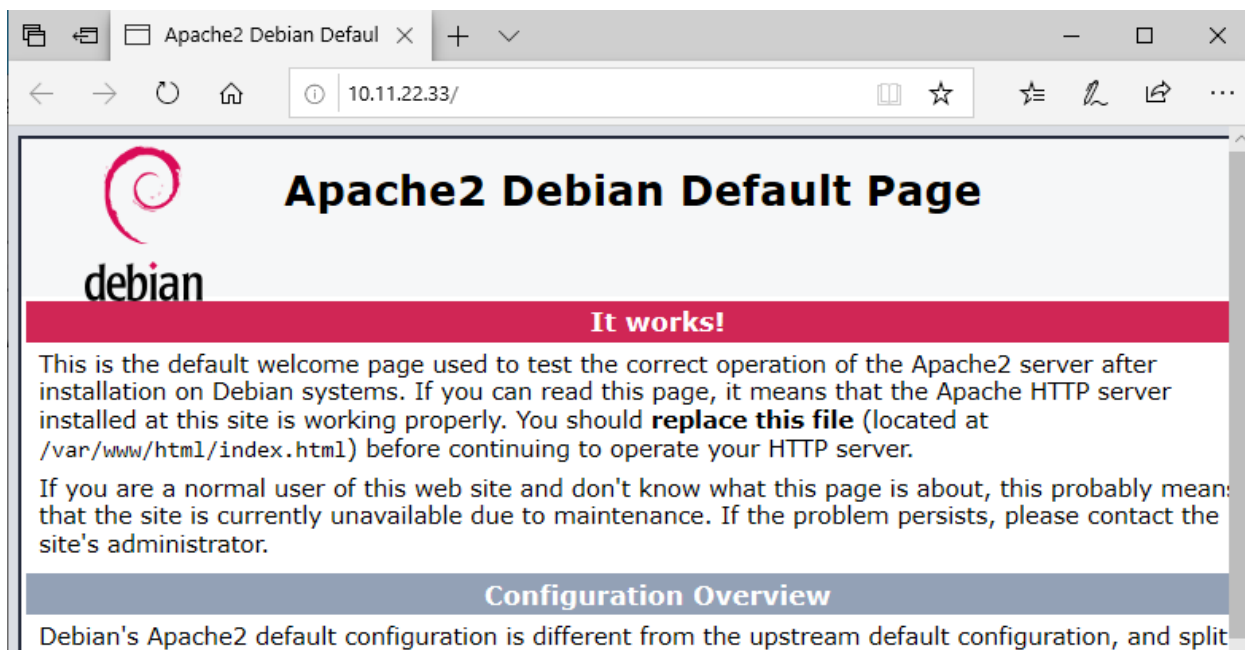 Apache2 Debian Defaul
10.11.22.33/
debian
Apache2 Debian Default Page
It works!
This is the default welcome page used to test the correct operation of the Apache2 server after
installation on Debian systems. If you can read this page, it means that the Apache HTTP server
installed at this site is working properly. You should replace this file (located at
/var/www/html/index.html) before continuing to operate your HTTP server.
If you are a normal user of this web site and don't know what this page is about, this probably means
that the site is currently unavailable due to maintenance. If the problem persists, please contact the
site's administrator.
Configuration Overview
Debian's Apache2 default configuration is different from the upstream default configuration, and split